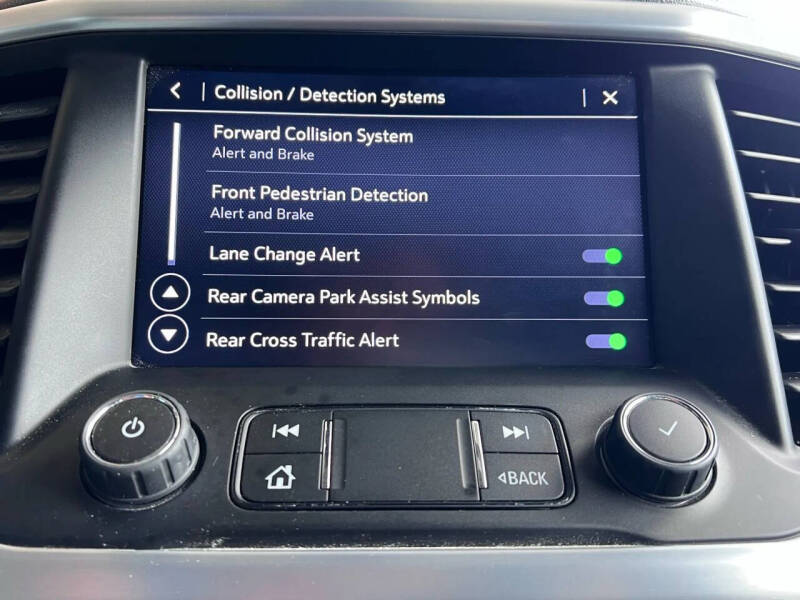 Collision / Detection Systems
Forward Collision System
Alert and Brake
Front Pedestrian Detection
Alert and Brake
Lane Change Alert
Rear Camera Park Assist Symbols
Rear Cross Traffic Alert
BACK